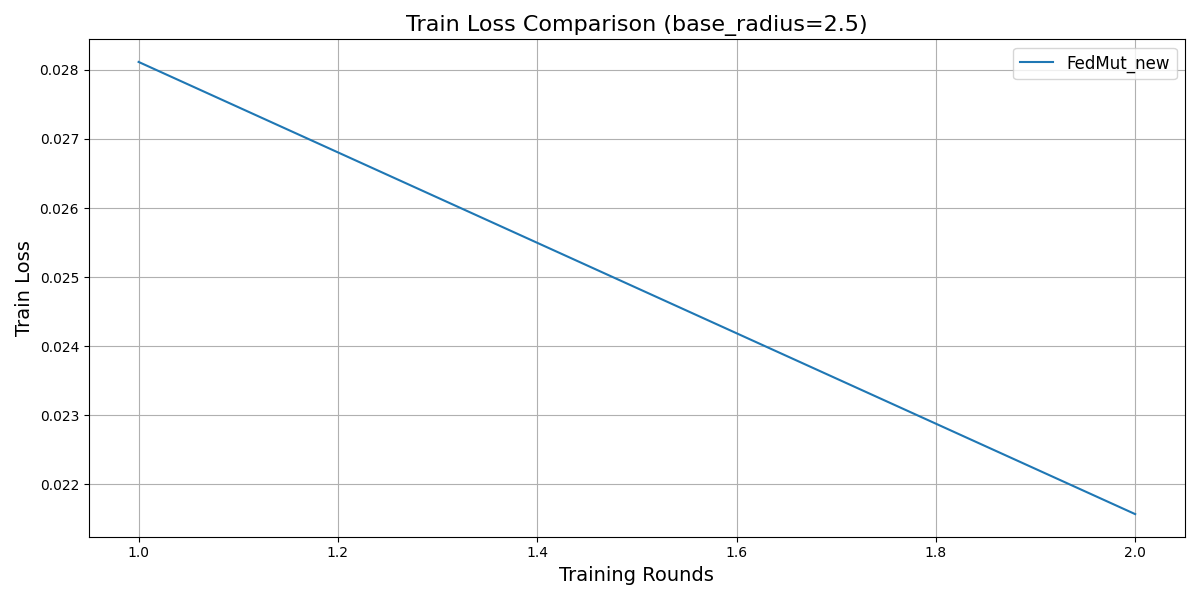 Train Loss Comparison (base_radius=2.5)
FedMut_new
Train Loss
0.028
0.027
0.026
0.025
0.024
0.023
0.022
1.0 1.2 1.4 1.6 1.8 2.0
Training Rounds